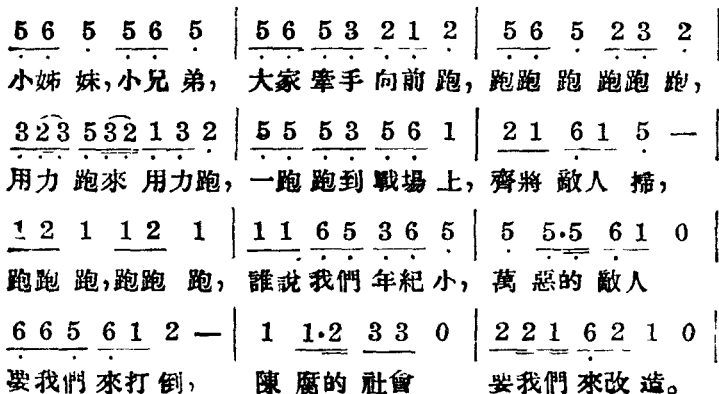 5 6 5 5 6 5 | 5 6 5 3 2 1 2 | 5 6 5 2 3 2 |
小姊妹,小兄弟, 大家牽手向前跑, 跑跑跑跑跑跑,
3 2 3 5 3 2 1 3 2 | 5 5 5 3 5 6 1 | 2 1 6 1 5 — |
用力跑來用力跑, 一跑跑到戰場上, 齊將敵人掃,
1 2 1 1 2 1 | 1 1 6 5 3 6 5 | 5 5·5 6 1 0 |
跑跑跑,跑跑跑, 誰說我們年紀小, 萬惡的敵人
6 6 5 6 1 2 — | 1 1·2 3 3 0 | 2 2 1 6 2 1 0 |
要我們來打倒, 陳腐的社會 要我們來改造。